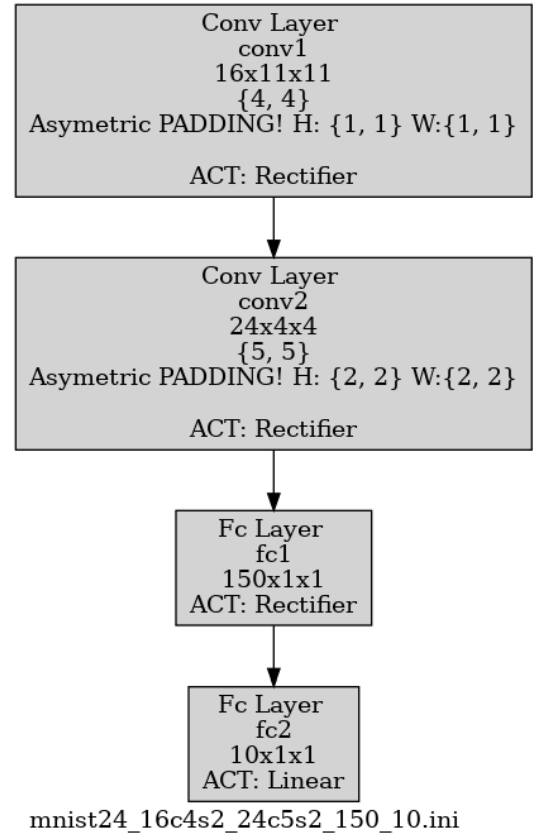 Conv Layer
conv1
16x11x11
{4, 4}
Asymetric PADDING! H: {1, 1} W:{1, 1}
ACT: Rectifier
Conv Layer
conv2
24x4x4
{5, 5}
Asymetric PADDING! H: {2, 2} W:{2, 2}
ACT: Rectifier
Fc Layer
fc1
150x1x1
ACT: Rectifier
Fc Layer
fc2
10x1x1
ACT: Linear
mnist24_16c4s2_24c5s2_150_10.ini